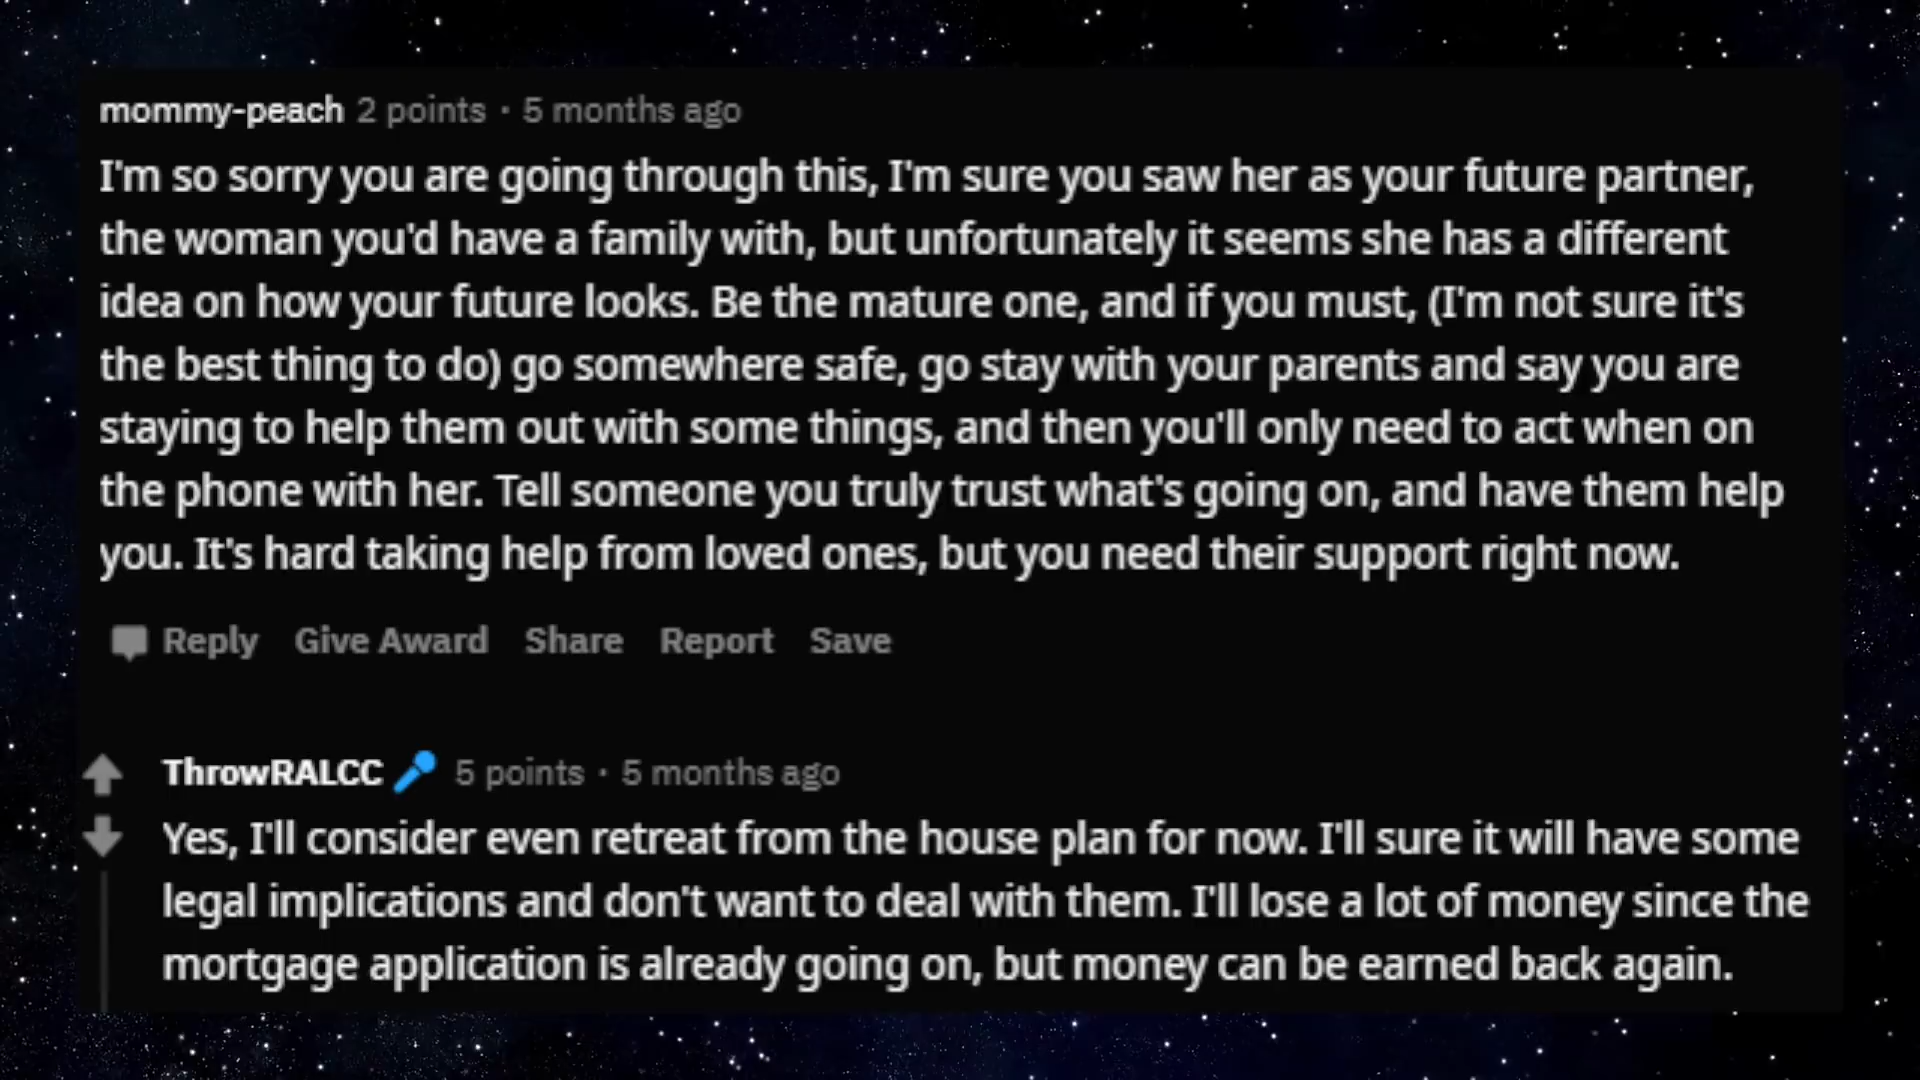 mommy-peach 2 points · 5 months ago
I'm so sorry you are going through this, I'm sure you saw her as your future partner,
the woman you'd have a family with, but unfortunately it seems she has a different
idea on how your future looks. Be the mature one, and if you must, (I'm not sure it's
the best thing to do) go somewhere safe, go stay with your parents and say you are
staying to help them out with some things, and then you'll only need to act when on
the phone with her. Tell someone you truly trust what's going on, and have them help
you. It's hard taking help from loved ones, but you need their support right now.
Reply Give Award Share Report Save
ThrowRALCC 5 points · 5 months ago
Yes, I'll consider even retreat from the house plan for now. I'll sure it will have some
legal implications and don't want to deal with them. I'll lose a lot of money since the
mortgage application is already going on, but money can be earned back again.